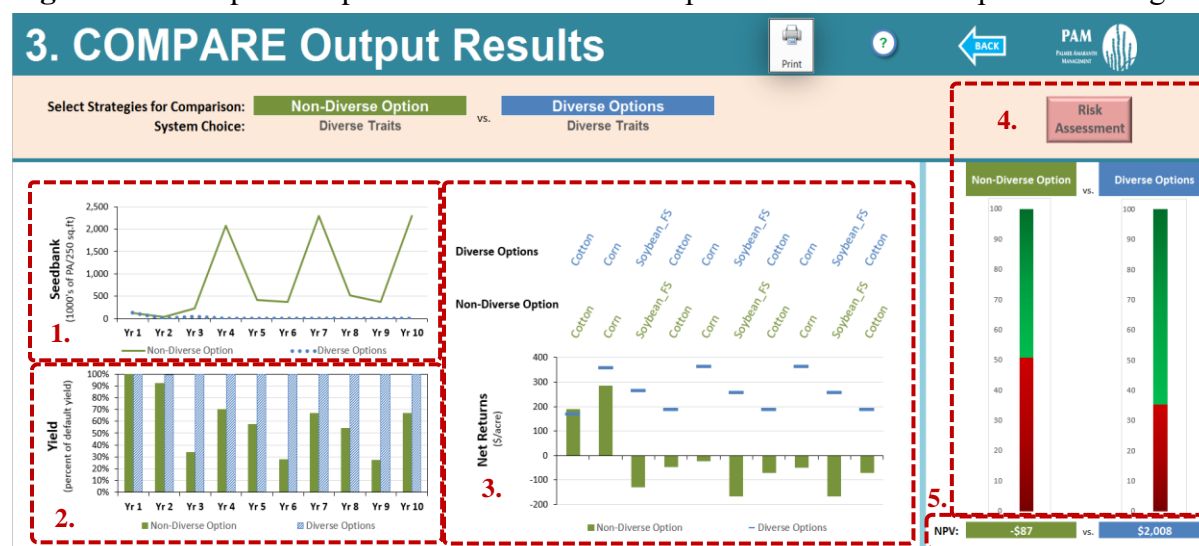 3. COMPARE Output Results
Print
?
BACK
PAM
PALMER AMARANTH
MANAGEMENT
Select Strategies for Comparison: Non-Diverse Option vs. Diverse Options
System Choice: Diverse Traits Diverse Traits
4. Risk
Assessment
Seedbank
(1000's of PA/250 sq.ft)
2,500
2,000
1,500
1,000
500
Yr 1 Yr 2 Yr 3 Yr 4 Yr 5 Yr 6 Yr 7 Yr 8 Yr 9 Yr 10
1.
Non-Diverse Option Diverse Options
Yield
(percent of default yield)
100%
90%
80%
70%
60%
50%
40%
30%
20%
10%
0%
Yr 1 Yr 2 Yr 3 Yr 4 Yr 5 Yr 6 Yr 7 Yr 8 Yr 9 Yr 10
2.
Non-Diverse Option Diverse Options
Diverse Options Cotton Corn Soybean_FS Cotton Corn Soybean_FS Cotton Corn Soybean_FS Cotton
Non-Diverse Option Cotton Corn Soybean_FS Cotton Corn Soybean_FS Cotton Corn Soybean_FS Cotton
Net Returns
($/acre)
400
300
200
100
0
-100
-200
3.
Non-Diverse Option Diverse Options
Non-Diverse Option vs. Diverse Options
100 100
90 90
80 80
70 70
60 60
50 50
40 40
30 30
20 20
10 10
5.
NPV: -$87 vs. $2,008